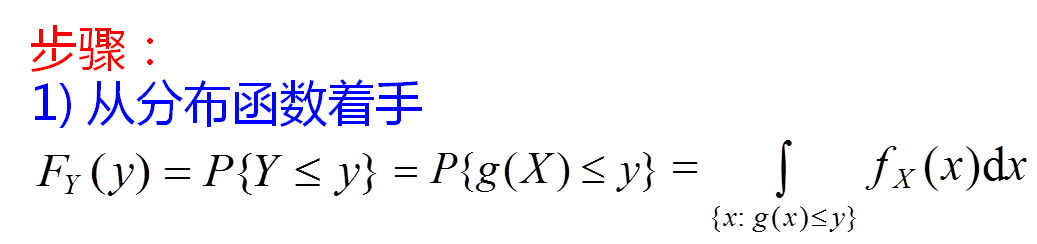 步骤：
1) 从分布函数着手
F_Y(y) = P{Y ≤ y} = P{g(X) ≤ y} = ∫_{x: g(x)≤y} f_X(x)dx